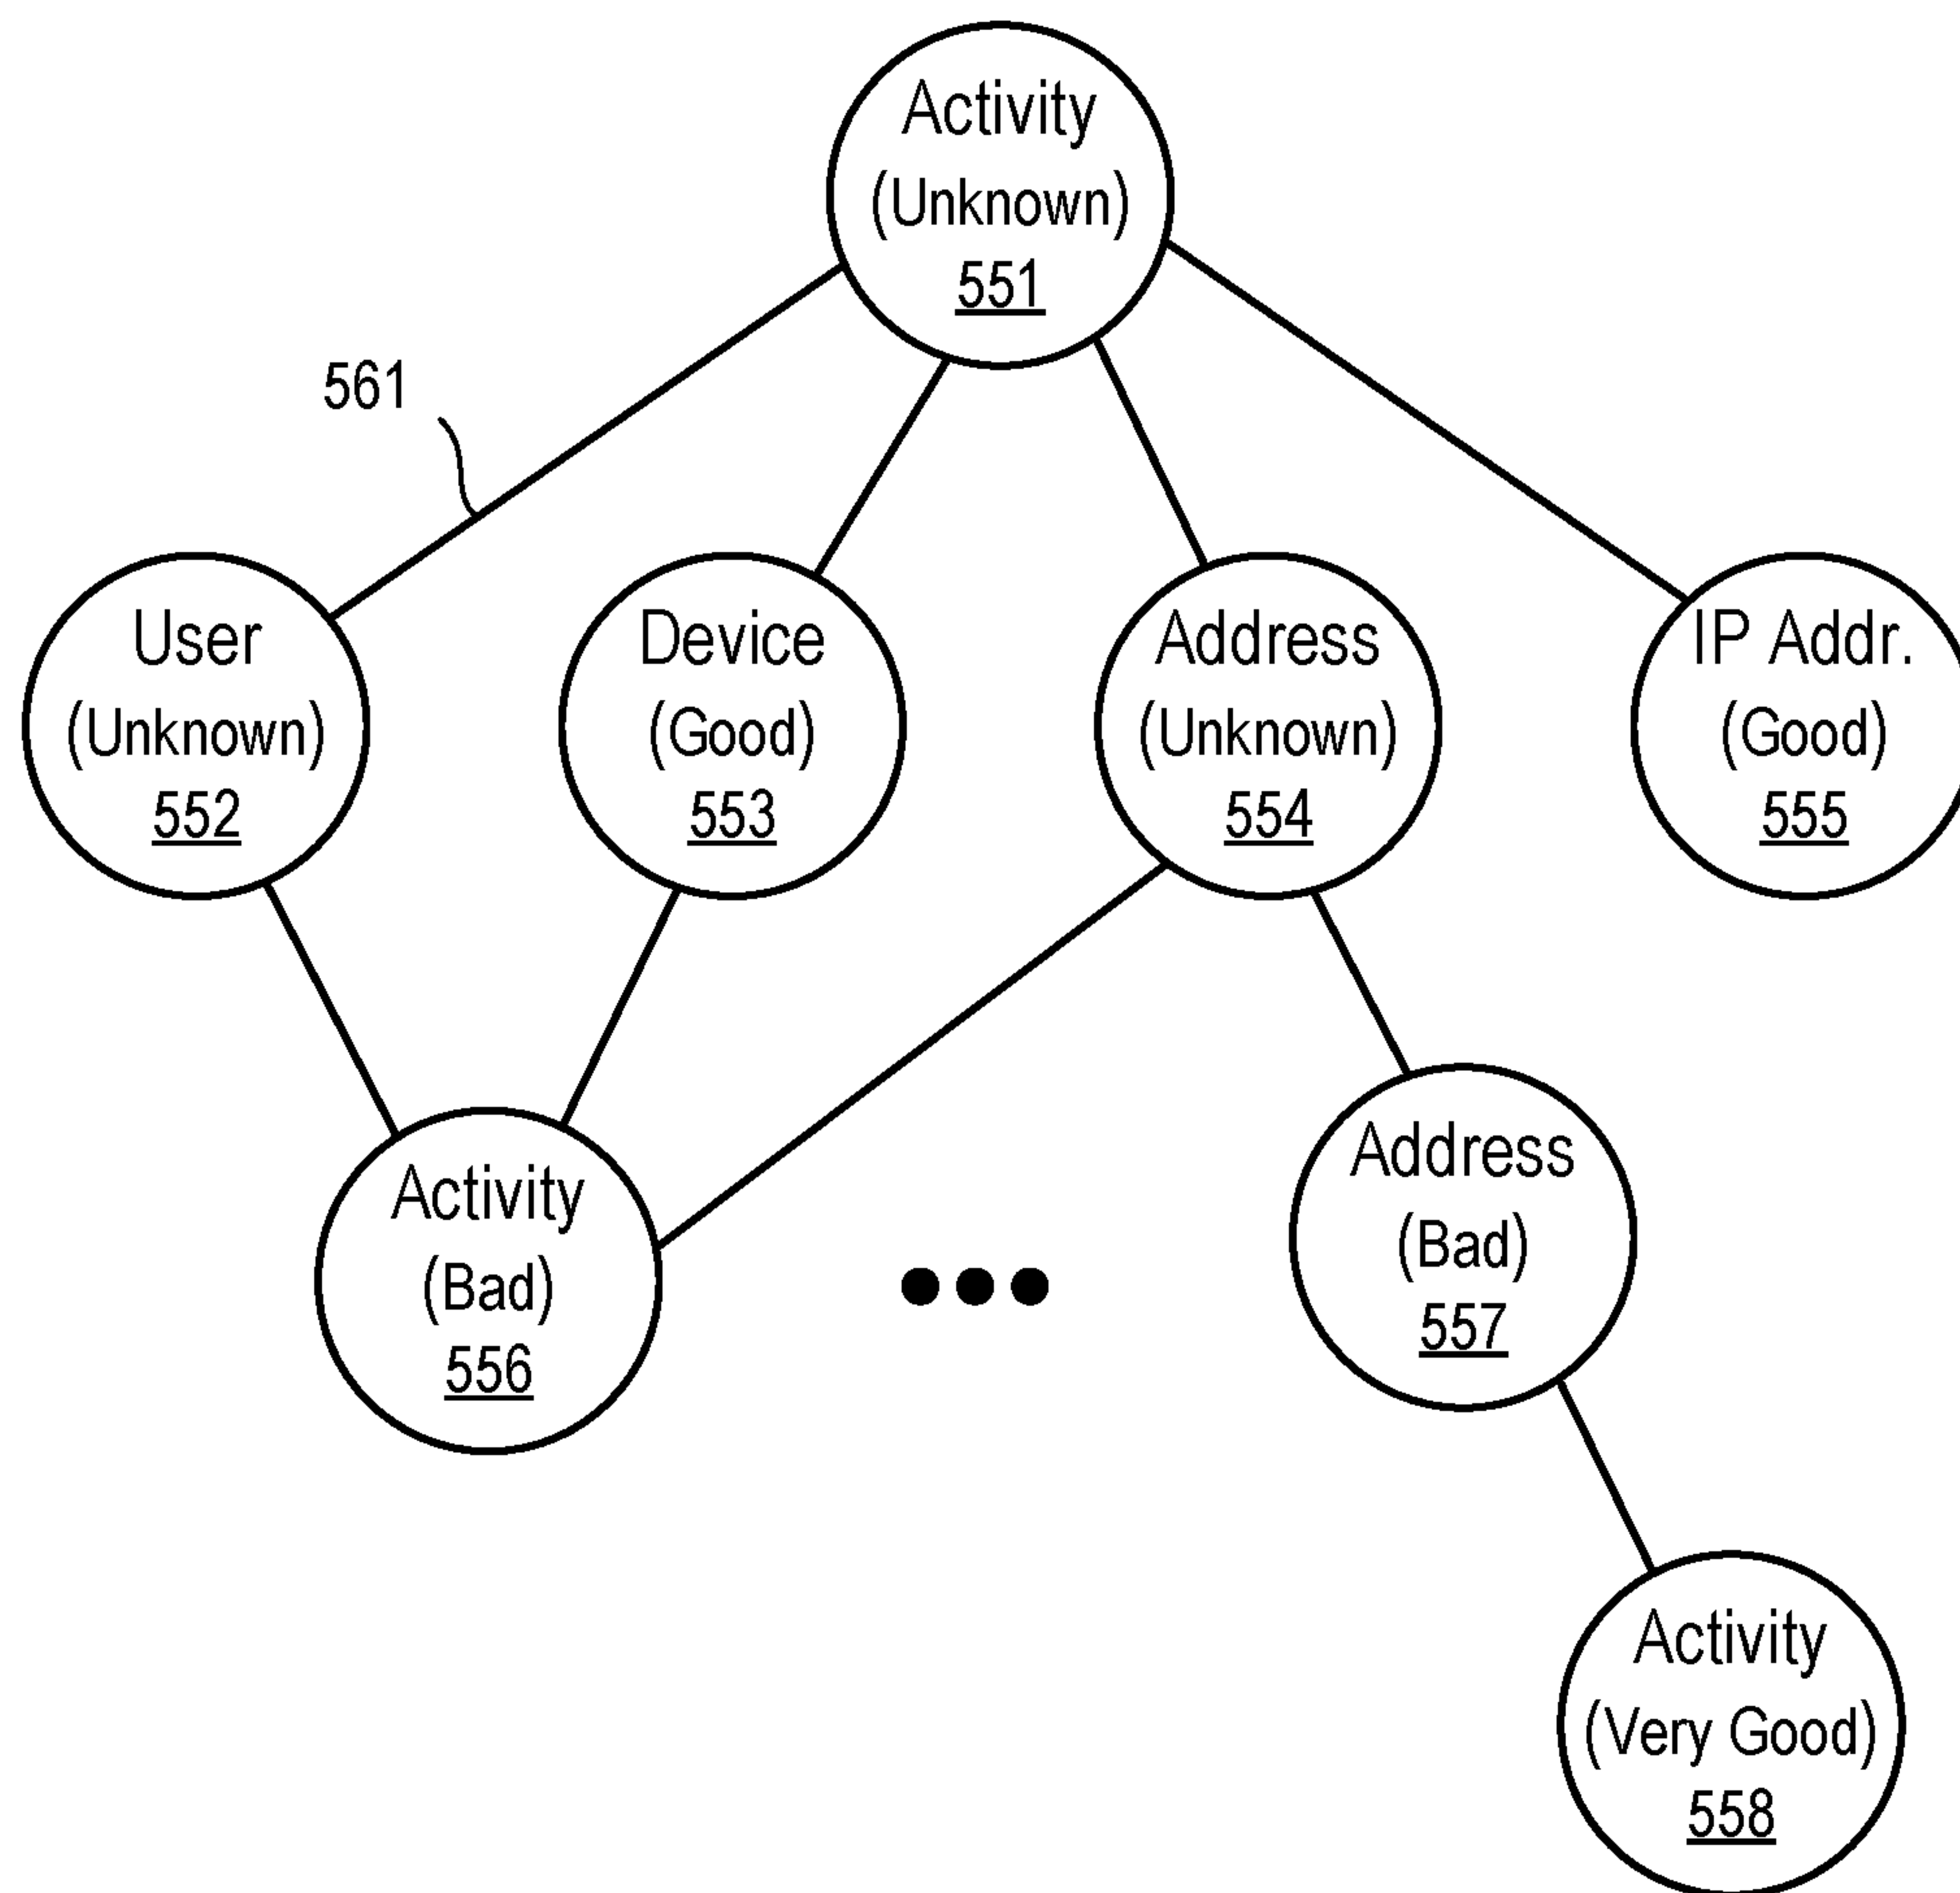 Activity
(Unknown)
551
561
User
(Unknown)
552
Device
(Good)
553
Address
(Unknown)
554
IP Addr.
(Good)
555
Activity
(Bad)
556
Address
(Bad)
557
Activity
(Very Good)
558